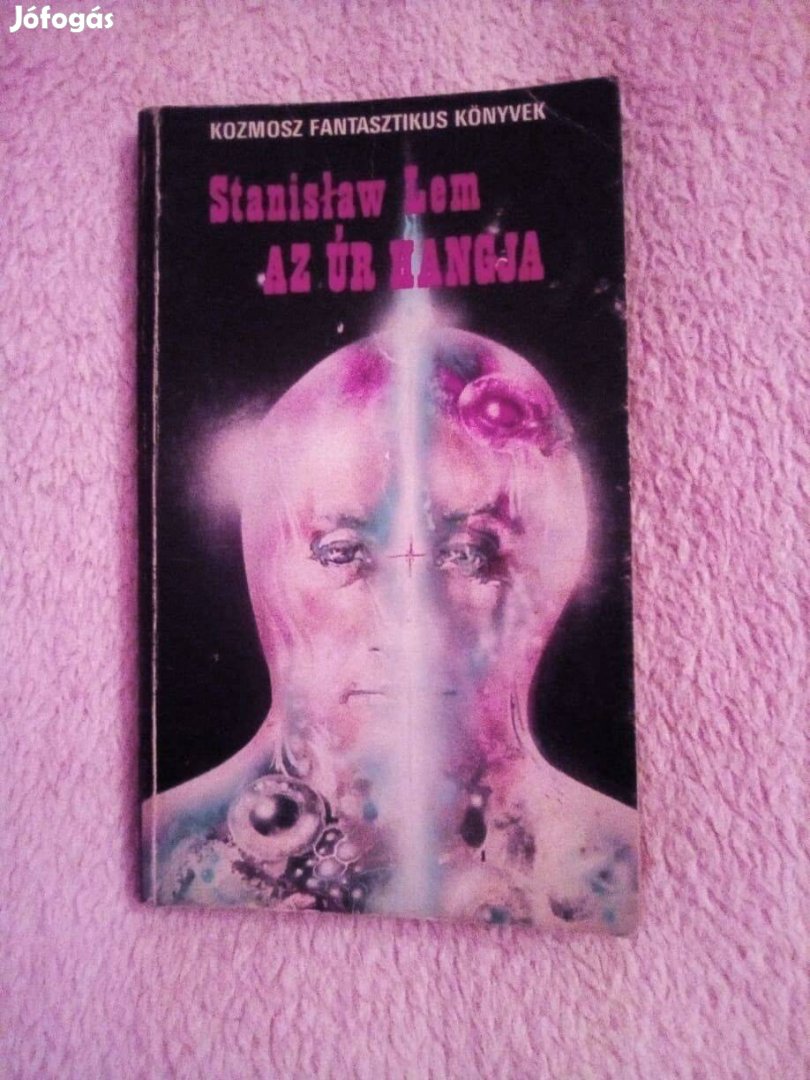 Jófogás
KOZMOSZ FANTASZTIKUS KÖNYVEK
Stanisław Lem
AZ ÚR HANGJA